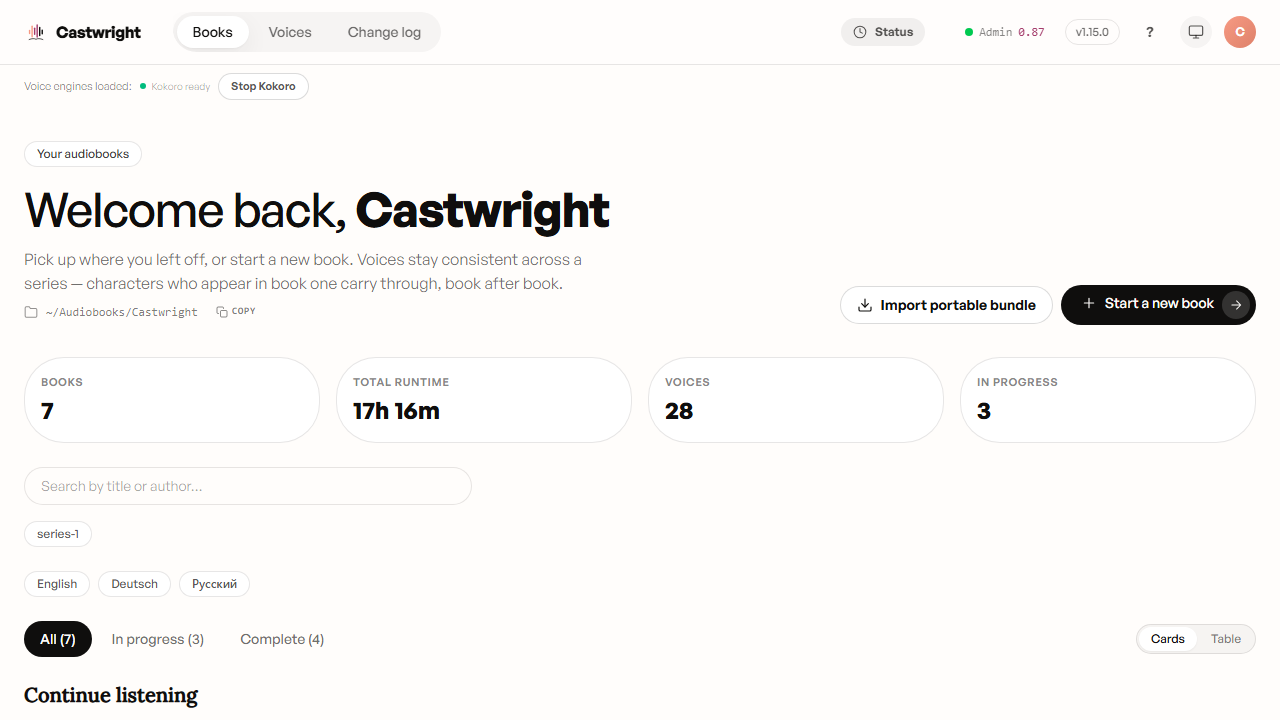 Castwright
Books
Voices
Change log
Status
Admin 0.87
v1.15.0
?
C
Voice engines loaded:
Kokoro ready
Stop Kokoro
Your audiobooks
Welcome back, Castwright
Pick up where you left off, or start a new book. Voices stay consistent across a
series — characters who appear in book one carry through, book after book.
~/Audiobooks/Castwright
COPY
Import portable bundle
Start a new book
BOOKS
7
TOTAL RUNTIME
17h 16m
VOICES
28
IN PROGRESS
3
Search by title or author...
series-1
English
Deutsch
Русский
All (7)
In progress (3)
Complete (4)
Cards
Table
Continue listening